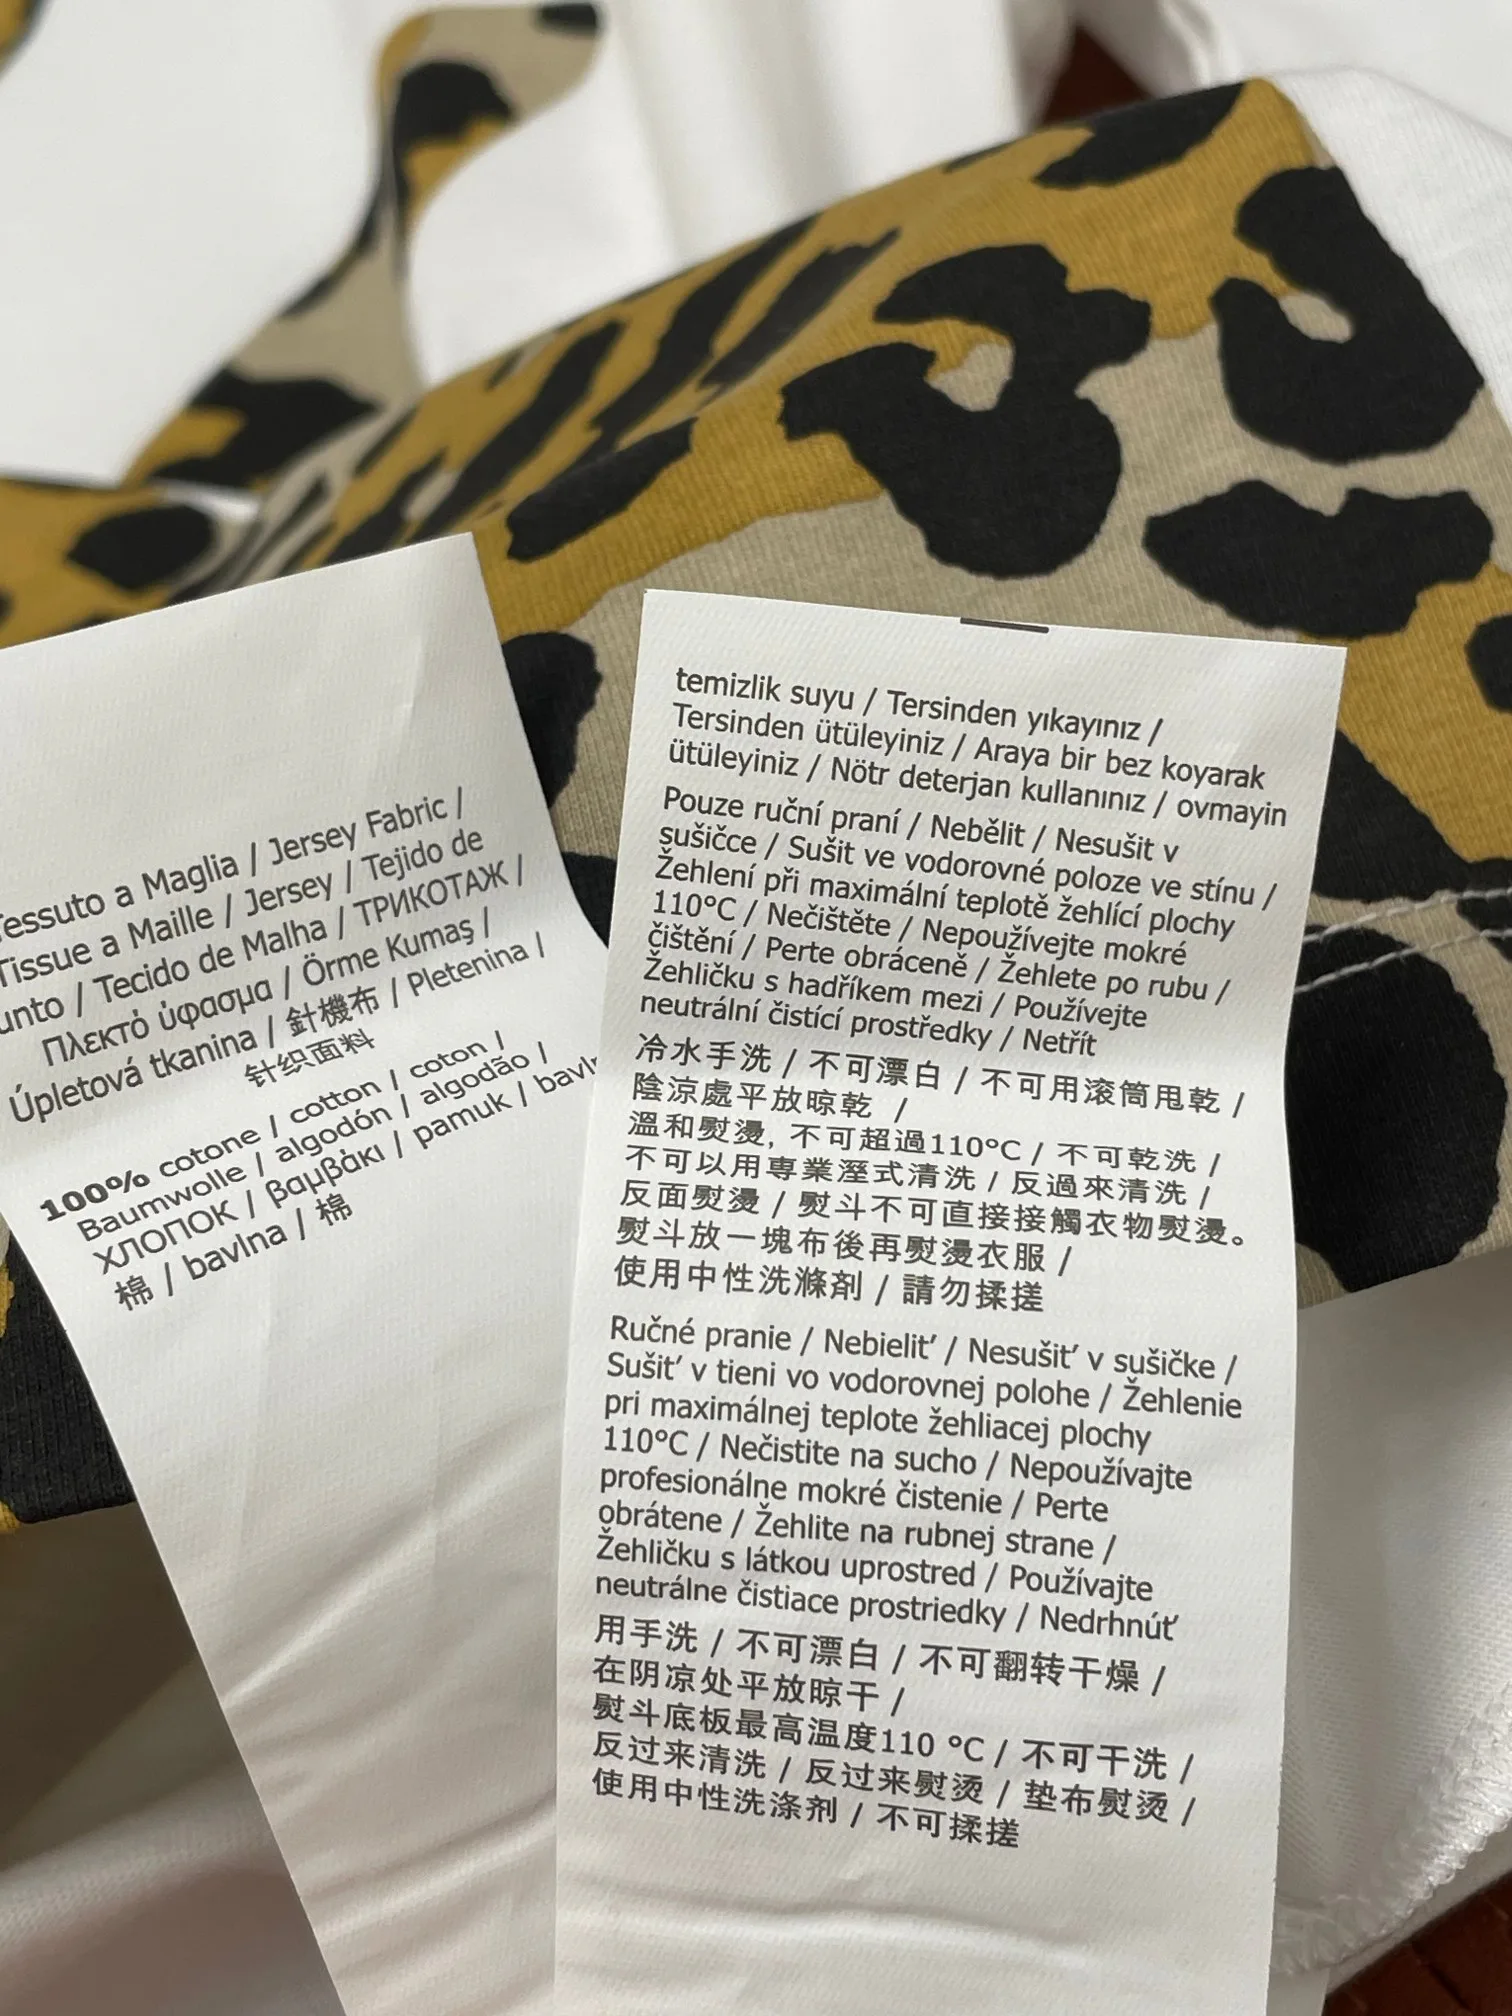 Tessuto a Maglia / Jersey Fabric /
Tissue a Maille / Jersey / Tejido de
/ Tecido de Malha / ТРИКОТАЖ /
Πλεκτό ύφασμα / Örme Kumaş /
Úpletová tkanina / 針機布 / Pletenina /
针织面料
100% cotone / cotton / coton /
Baumwolle / algodón / algodão /
ХЛОПОК / βαμβάκι / pamuk /
棉 / bavlna / 棉
temizlik suyu / Tersinden yıkayınız /
Tersinden ütüleyiniz / Araya bir bez koyarak
ütüleyiniz / Nötr deterjan kullanınız / ovmayin
Pouze ruční praní / Nebělit / Nesušit v
sušičce / Sušit ve vodorovné poloze ve stínu /
Žehlení při maximální teplotě žehlící plochy
110°C / Nečištěte / Nepoužívejte mokré
čištění / Perte obráceně / Žehlete po rubu /
Žehličku s hadříkem mezi / Používejte
neutrální čistící prostředky / Netřít
冷水手洗 / 不可漂白 / 不可用滚筒甩乾 /
陰涼處平放晾乾 /
溫和熨燙, 不可超過110°C / 不可乾洗 /
不可以用專業溼式清洗 / 反過來清洗 /
反面熨燙 / 熨斗不可直接接觸衣物熨燙。
熨斗放一塊布後再熨燙衣服 /
使用中性洗滌劑 / 請勿揉搓
Ručné pranie / Nebieliť / Nesušiť v sušičke /
Sušiť v tieni vo vodorovnej polohe / Žehlenie
pri maximálnej teplote žehliacej plochy
110°C / Nečistite na sucho / Nepoužívajte
profesionálne mokré čistenie / Perte
obrátene / Žehlite na rubnej strane /
Žehličku s látkou uprostred / Používajte
neutrálne čistiace prostriedky / Nedrhnúť
用手洗 / 不可漂白 / 不可翻转干燥 /
在阴凉处平放晾干 /
熨斗底板最高温度110 °C / 不可干洗 /
反过来清洗 / 反过来熨烫 / 垫布熨烫 /
使用中性洗涤剂 / 不可揉搓